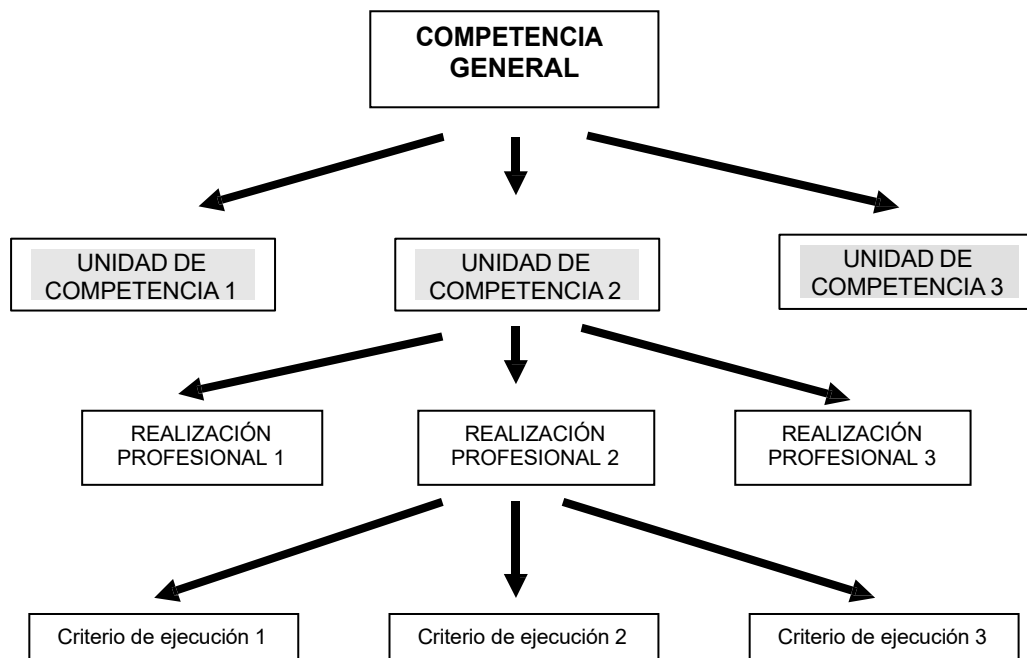 COMPETENCIA
GENERAL
UNIDAD DE
COMPETENCIA 1
UNIDAD DE
COMPETENCIA 2
UNIDAD DE
COMPETENCIA 3
REALIZACIÓN
PROFESIONAL 1
REALIZACIÓN
PROFESIONAL 2
REALIZACIÓN
PROFESIONAL 3
Criterio de ejecución 1
Criterio de ejecución 2
Criterio de ejecución 3